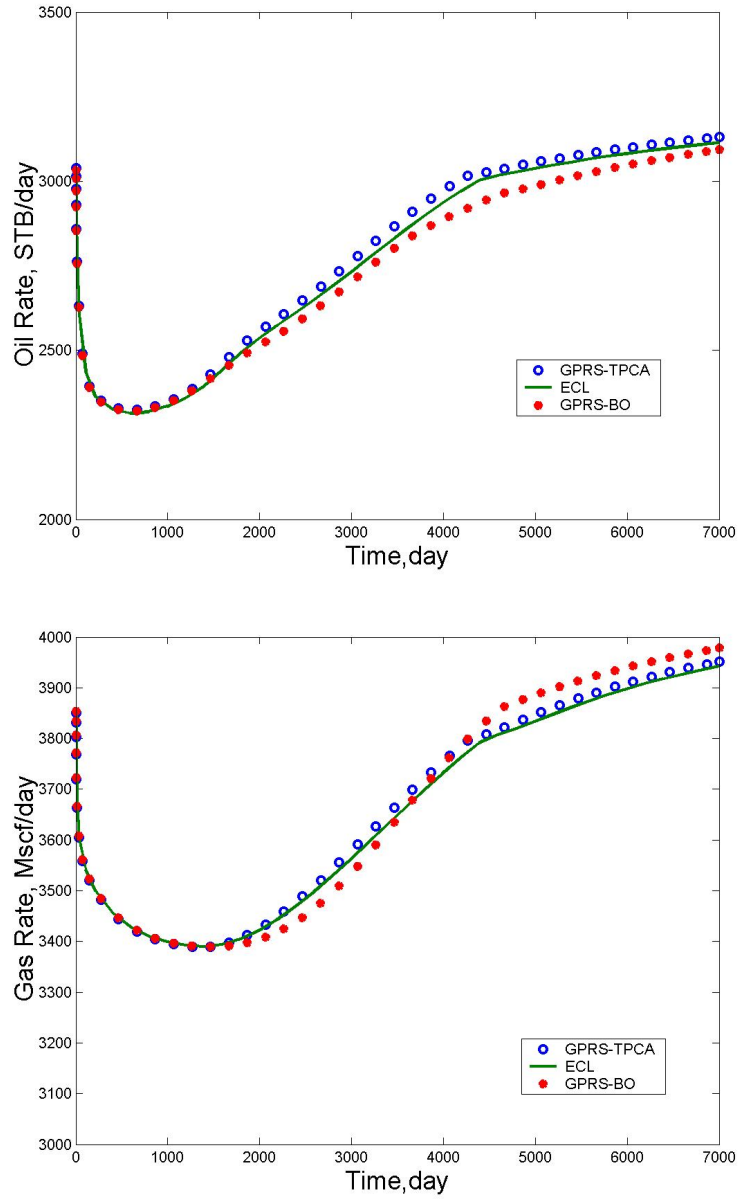 3500
3000
2500
2000
Oil Rate, STB/day
GPRS-TPCA
ECL
GPRS-BO
0 1000 2000 3000 4000 5000 6000 7000
Time,day
4000
3900
3800
3700
3600
3500
3400
3300
3200
3100
3000
Gas Rate, Mscf/day
GPRS-TPCA
ECL
GPRS-BO
0 1000 2000 3000 4000 5000 6000 7000
Time,day